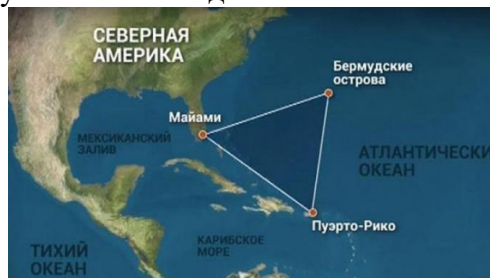 СЕВЕРНАЯ
АМЕРИКА
Бермудские
острова
Майами
МЕКСИКАНСКИЙ
ЗАЛИВ
АТЛАНТИЧЕСКИ
ОКЕАН
Пуэрто-Рико
КАРИБСКОЕ
МОРЕ
ТИХИЙ
ОКЕАН